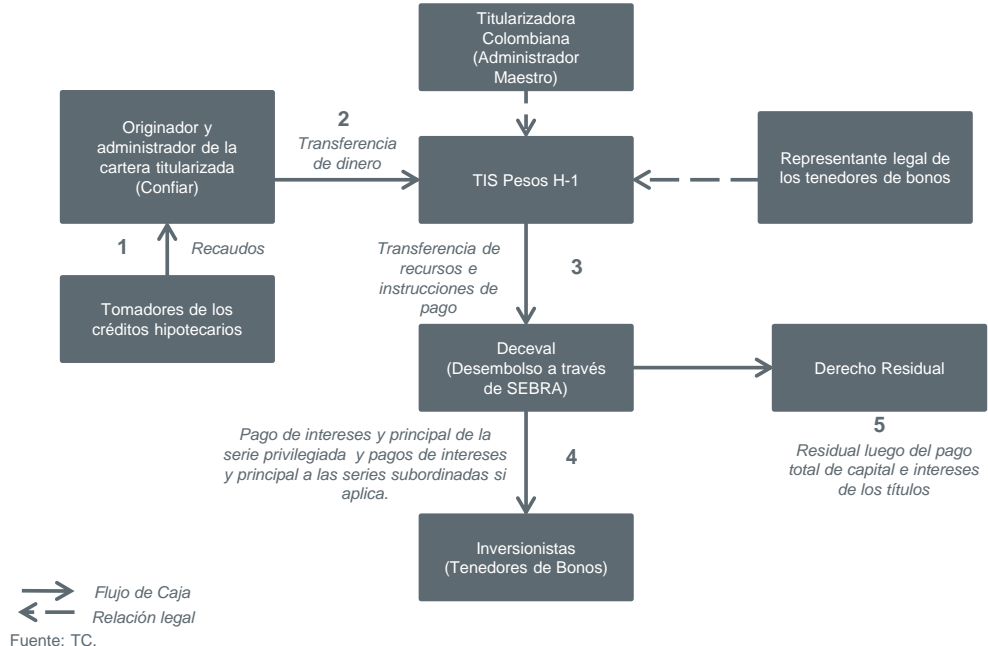 Titularizadora
Colombiana
(Administrador
Maestro)
Originador y
administrador de la
cartera titularizada
(Confiar)
2
Transferencia
de dinero
TIS Pesos H-1
Representante legal de
los tenedores de bonos
1
Recaudos
Tomadores de los
créditos hipotecarios
Transferencia de
recursos e
instrucciones de
pago
3
Deceval
(Desembolso a través
de SEBRA)
Derecho Residual
5
Residual luego del pago
total de capital e intereses
de los títulos
Pago de intereses y principal de la
serie privilegiada y pagos de intereses
y principal a las series subordinadas si
aplica.
4
Inversionistas
(Tenedores de Bonos)
Flujo de Caja
Relación legal
Fuente: TC.